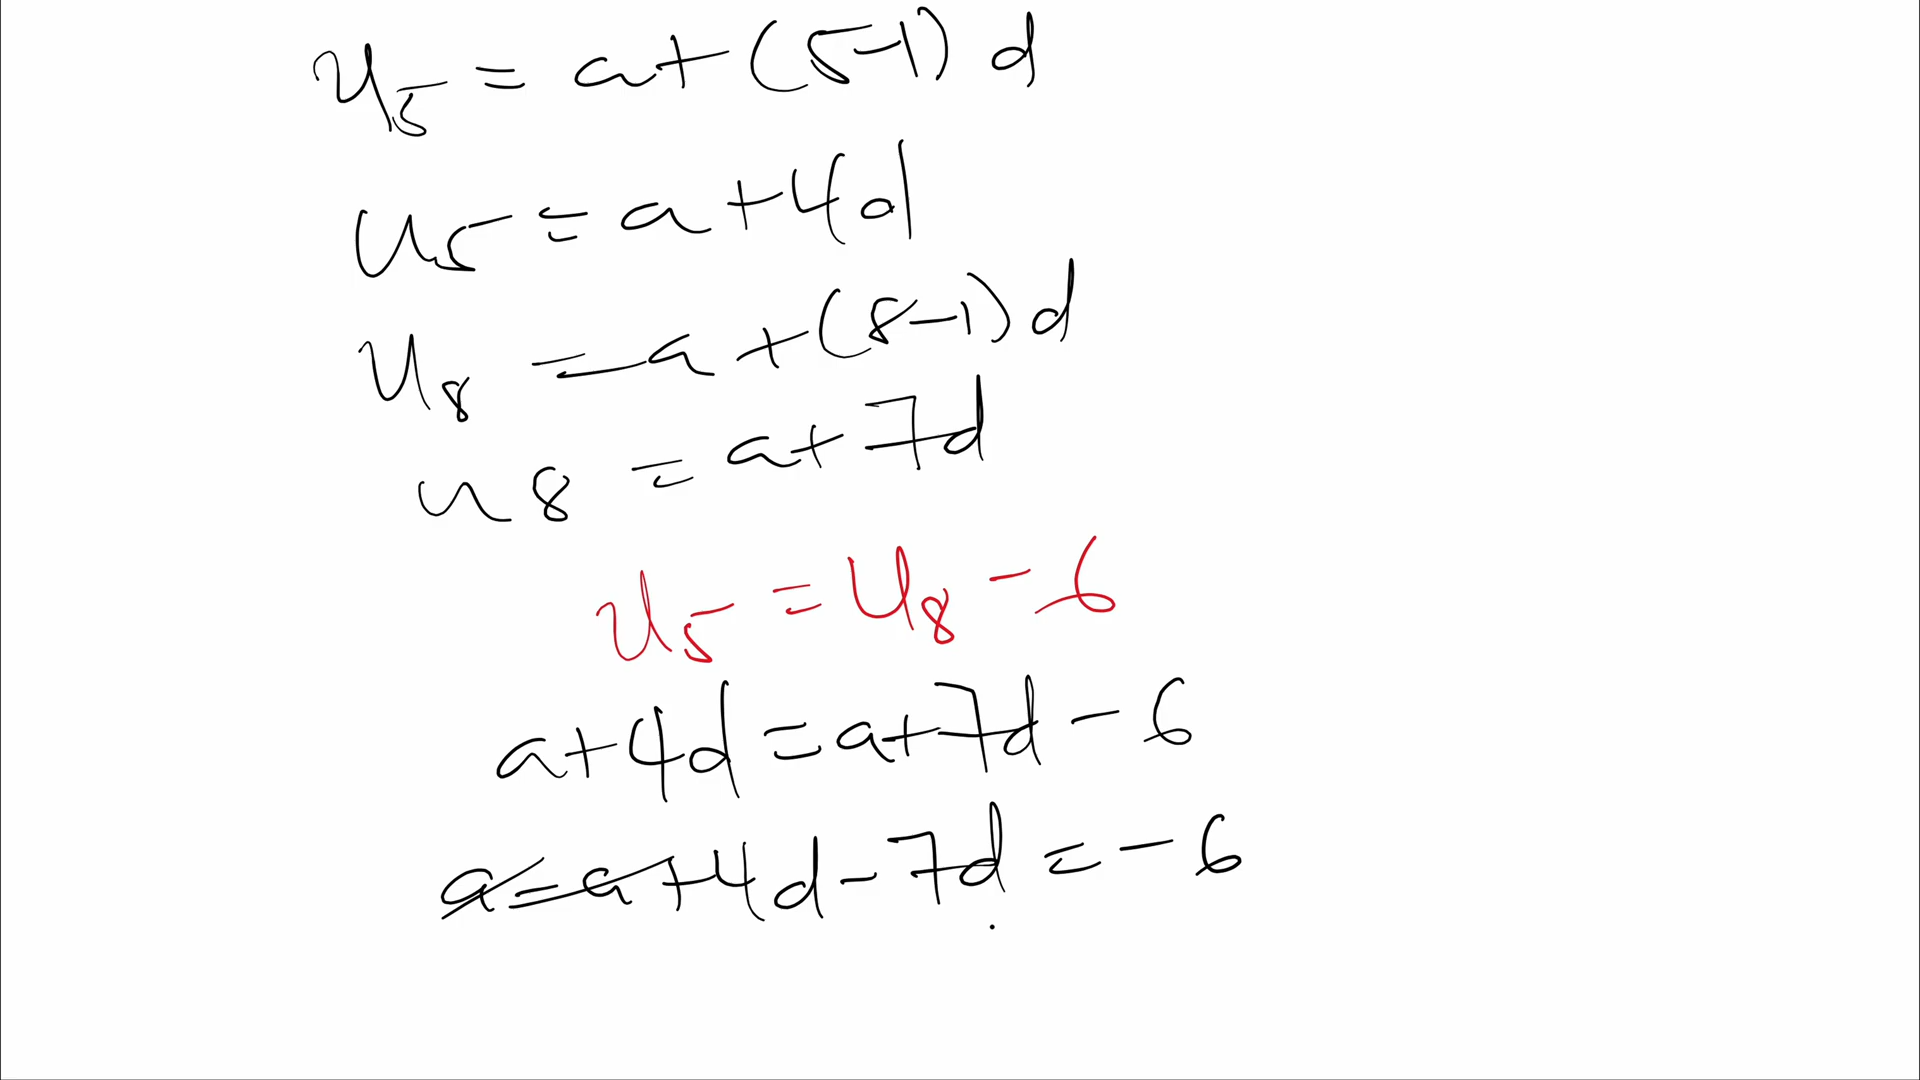 u₅ = a + (5-1) d
u₅ = a + 4d
u₈ = a + (8-1) d
u8 = a + 7d
u₅ = u₈ - 6
a + 4d = a + 7d - 6
a - a + 4d - 7d = - 6